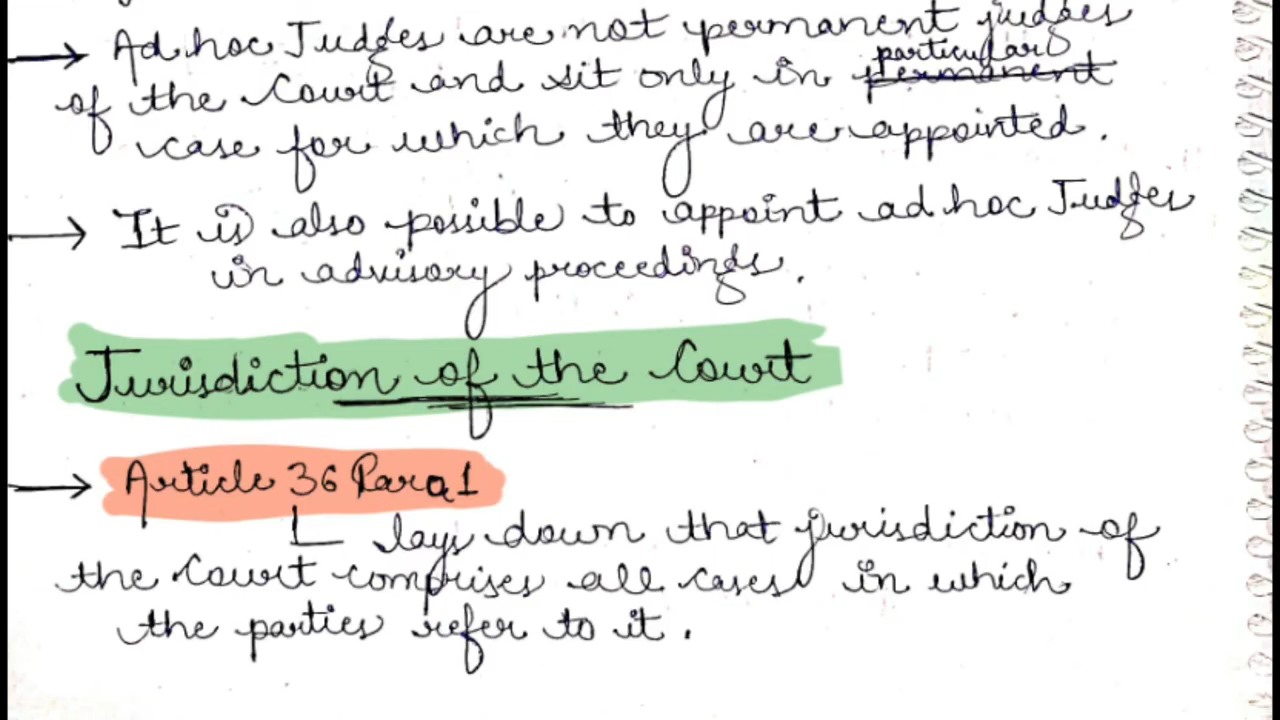 → Ad hoc Judges are not permanent judges
particular
of the Court and sit only in permanent
case for which they are appointed.
→ It is also possible to appoint ad hoc Judges
in advisory proceedings.
Jurisdiction of the Court
→ Article 36 Para 1
lays down that jurisdiction of
the Court comprises all cases in which
the parties refer to it.